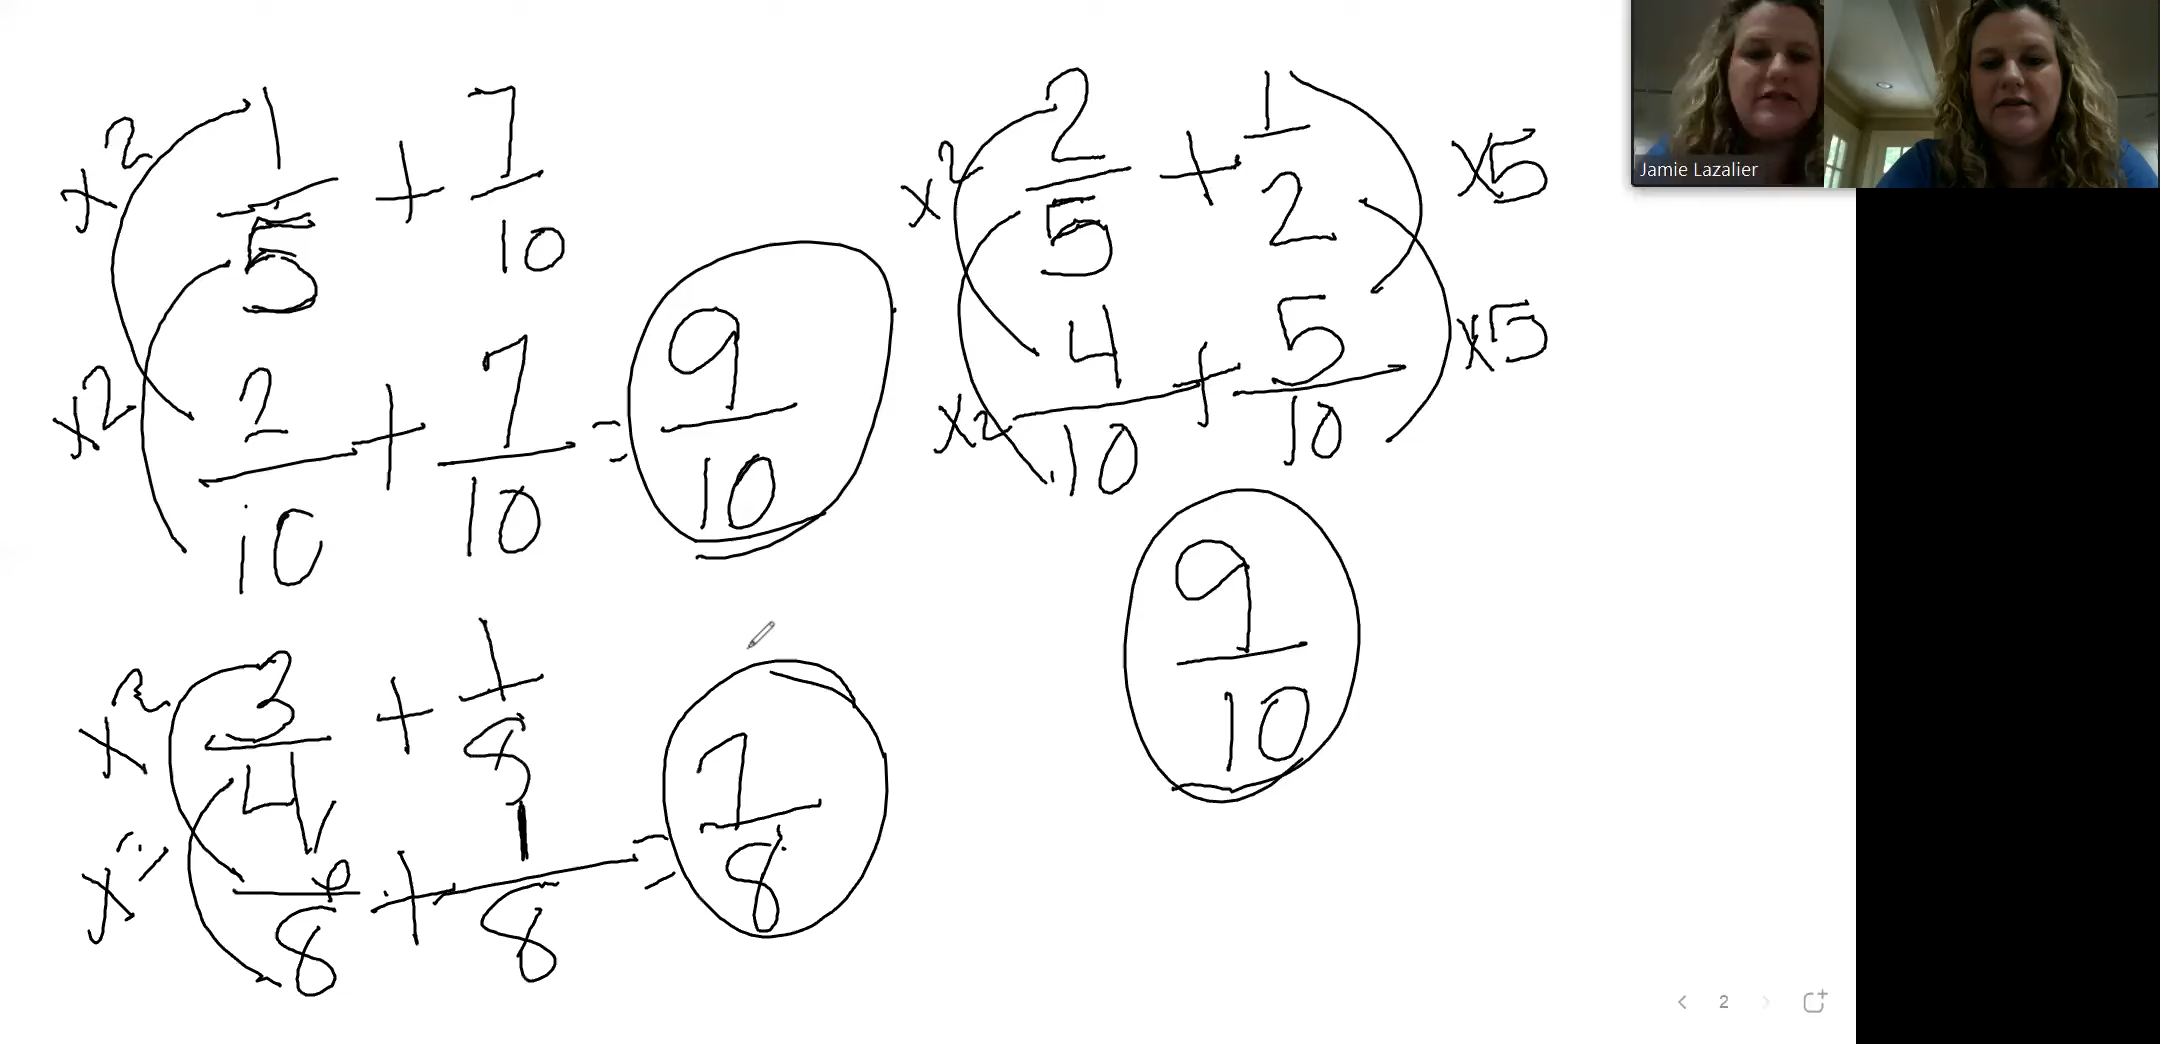 x2 1/5 + 7/10
x2 2/10 + 7/10 = 9/10
x2 2/5 + 1/2 x5
x2 4/10 + 5/10 x5
9/10
x2 3/4 + 1/8
x 6/8 + 1/8 = 7/8
Jamie Lazalier
2